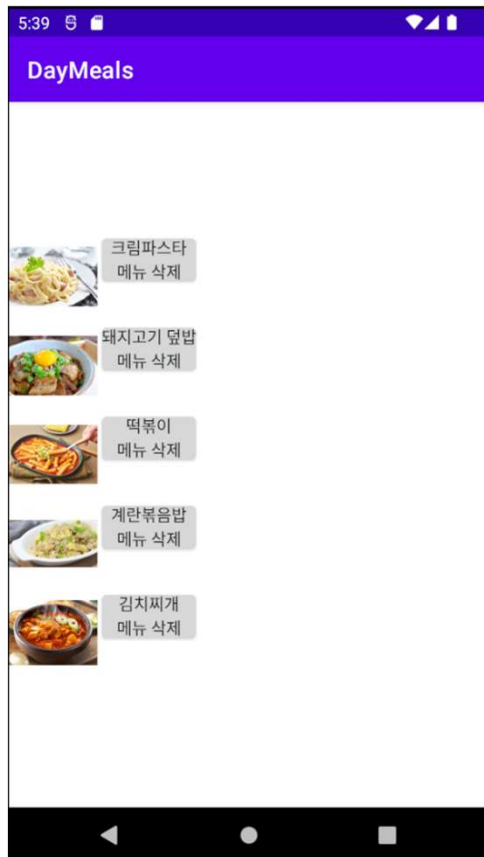 5:39
DayMeals
크림파스타
메뉴 삭제
돼지고기 덮밥
메뉴 삭제
떡볶이
메뉴 삭제
계란볶음밥
메뉴 삭제
김치찌개
메뉴 삭제